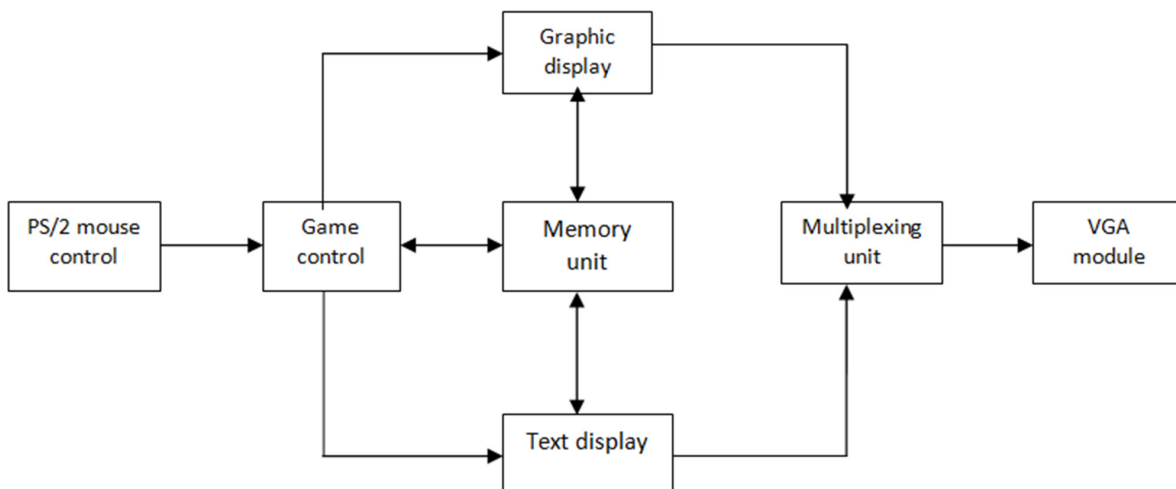 Graphic
display
PS/2 mouse
control
Game
control
Memory
unit
Multiplexing
unit
VGA
module
Text display